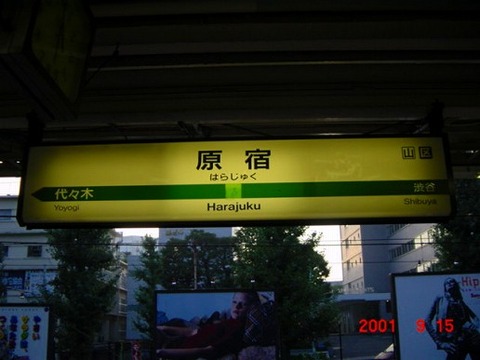 原宿
山 区
はらじゅく
代々木
渋谷
Yoyogi
Harajuku
Shibuya
Hip
2001 9 15